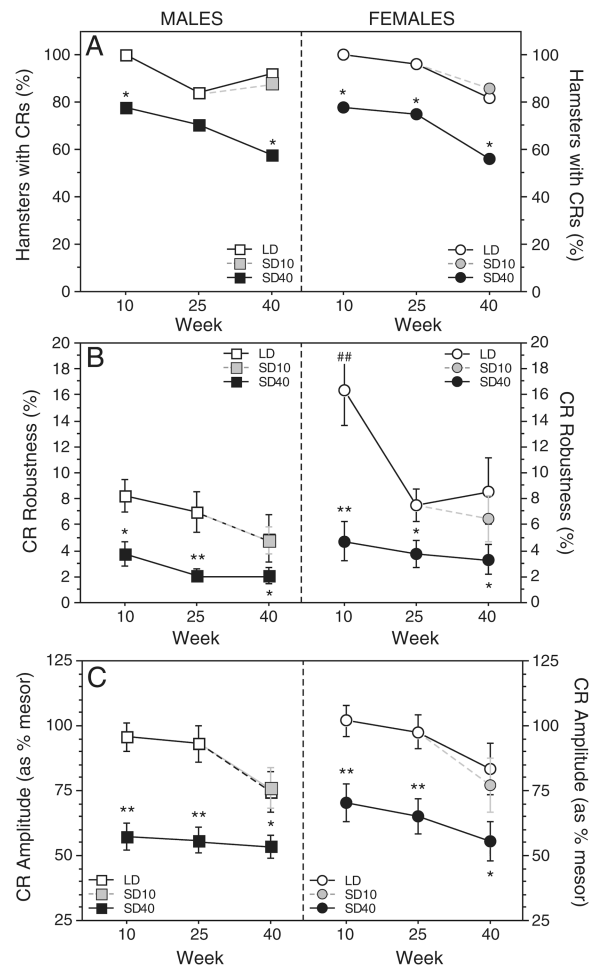 MALES FEMALES
A
Hamsters with CRs (%)
100
80
60
40
20
0
*
*
LD
SD10
SD40
10 25 40
Week
*
*
*
LD
SD10
SD40
10 25 40
Week
100
80
60
40
20
0
Hamsters with CRs (%)
B
CR Robustness (%)
20
18
16
14
12
10
8
6
4
2
0
LD
SD10
SD40
*
**
*
10 25 40
Week
##
LD
SD10
SD40
**
*
*
10 25 40
Week
20
18
16
14
12
10
8
6
4
2
0
CR Robustness (%)
C
CR Amplitude (as % mesor)
125
100
75
50
25
**
**
*
LD
SD10
SD40
10 25 40
Week
**
**
*
LD
SD10
SD40
10 25 40
Week
125
100
75
50
25
CR Amplitude (as % mesor)